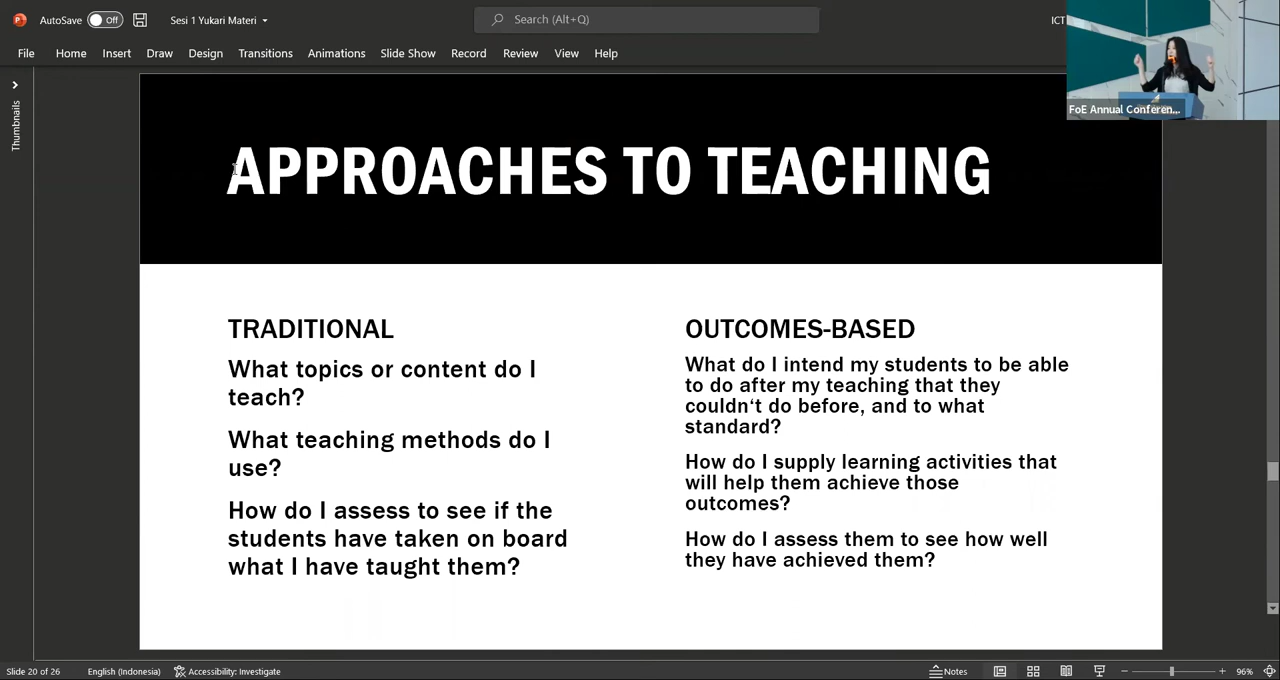 AutoSave Off Sesi 1 Yukari Materi Search (Alt+Q) ICT
File Home Insert Draw Design Transitions Animations Slide Show Record Review View Help
FoE Annual Conferen...
Thumbnails
APPROACHES TO TEACHING
TRADITIONAL
What topics or content do I
teach?
What teaching methods do I
use?
How do I assess to see if the
students have taken on board
what I have taught them?
OUTCOMES-BASED
What do I intend my students to be able
to do after my teaching that they
couldn‘t do before, and to what
standard?
How do I supply learning activities that
will help them achieve those
outcomes?
How do I assess them to see how well
they have achieved them?
Slide 20 of 26 English (Indonesia) Accessibility: Investigate Notes 96%